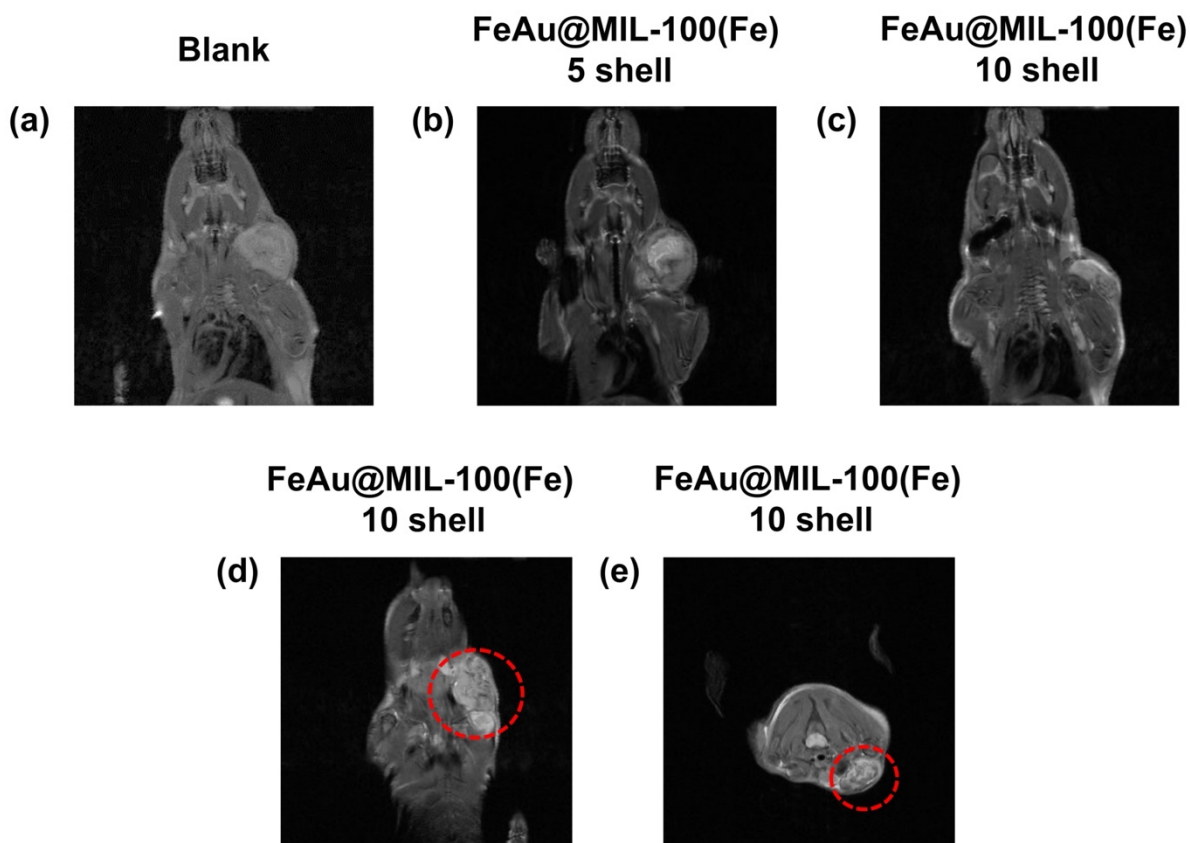 Blank
FeAu@MIL-100(Fe)
5 shell
FeAu@MIL-100(Fe)
10 shell
(a)
(b)
(c)
FeAu@MIL-100(Fe)
10 shell
FeAu@MIL-100(Fe)
10 shell
(d)
(e)